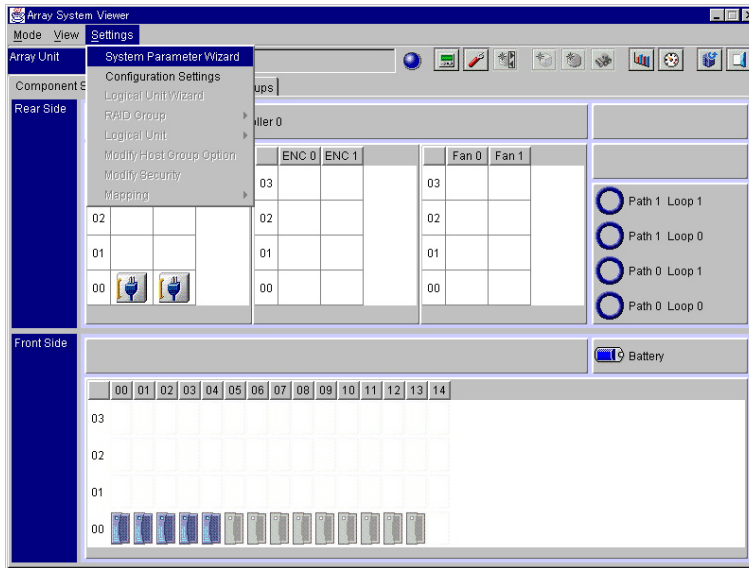 Array System Viewer
Mode View Settings
Array Unit
System Parameter Wizard
Configuration Settings
Logical Unit Wizard
RAID Group
Logical Unit
Modify Host Group Option
Modify Security
Mapping
Component S
ups
Rear Side
ller 0
ENC 0 ENC 1
Fan 0 Fan 1
03
03
02
02
02
01
01
01
00
00
00
Path 1 Loop 1
Path 1 Loop 0
Path 0 Loop 1
Path 0 Loop 0
Front Side
Battery
00 01 02 03 04 05 06 07 08 09 10 11 12 13 14
03
02
01
00